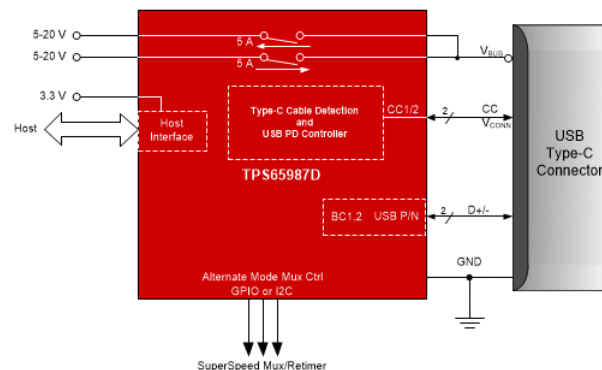 5-20 V
5 A
5-20 V
5 A
VBUS
3.3 V
Host
Host
Interface
Type-C Cable Detection
and
USB PD Controller
CC1/2
2
CC
VCONN
USB
Type-C
Connector
TPS65987D
BC1.2 USB P/N
2
D+/-
GND
Alternate Mode Mux Ctrl
GPIO or I2C
SuperSpeed Mux/Retimer